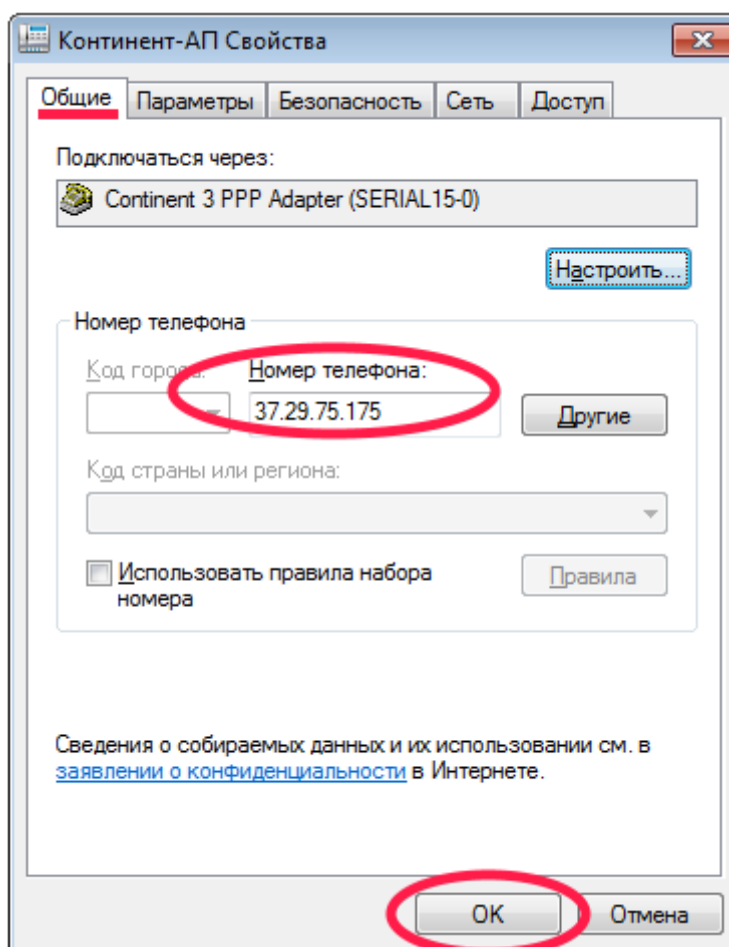 Континент-АП Свойства
Общие Параметры Безопасность Сеть Доступ
Подключаться через:
Continent 3 PPP Adapter (SERIAL15-0)
Настроить...
Номер телефона
Код города: Номер телефона:
37.29.75.175
Другие
Код страны или региона:
Использовать правила набора
номера
Правила
Сведения о собираемых данных и их использовании см. в
заявлении о конфиденциальности в Интернете.
ОК Отмена